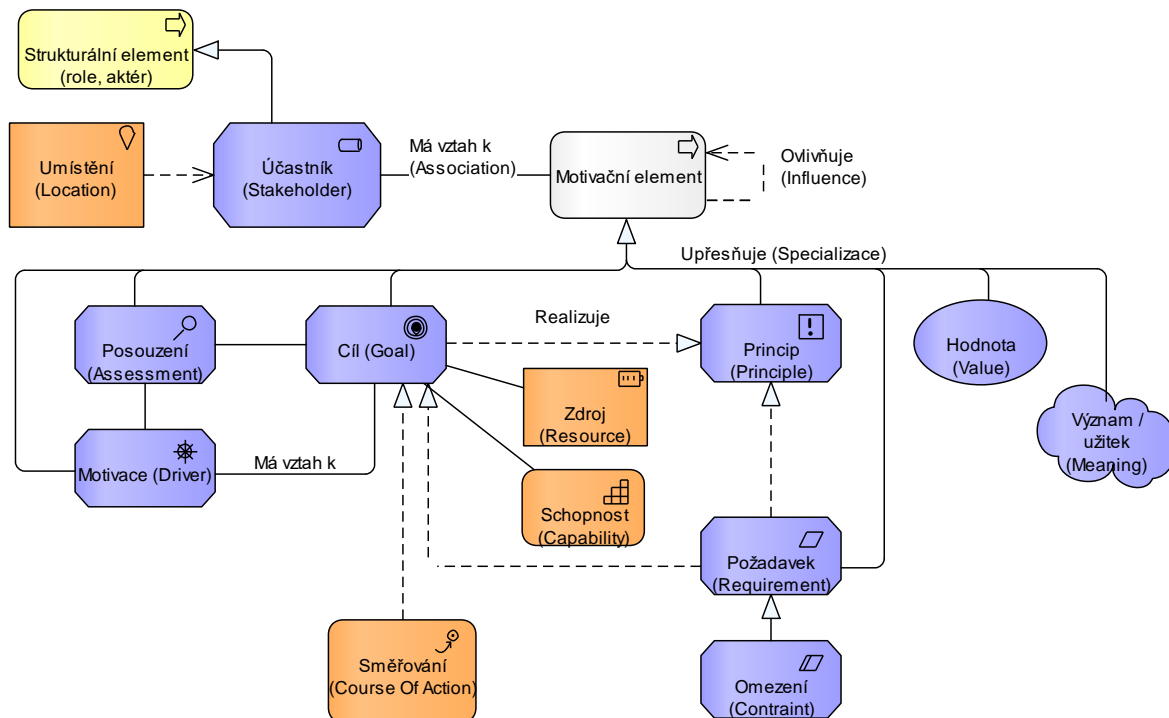 Strukturální element
(role, aktér)
Umístění
(Location)
Účastník
(Stakeholder)
Má vztah k
(Association)
Motivační element
Ovlivňuje
(Influence)
Upřesňuje (Specializace)
Posouzení
(Assessment)
Cíl (Goal)
Realizuje
Princip
(Principle)
Hodnota
(Value)
Zdroj
(Resource)
Význam /
užitek
(Meaning)
Motivace (Driver)
Má vztah k
Schopnost
(Capability)
Požadavek
(Requirement)
Směřování
(Course Of Action)
Omezení
(Contraint)